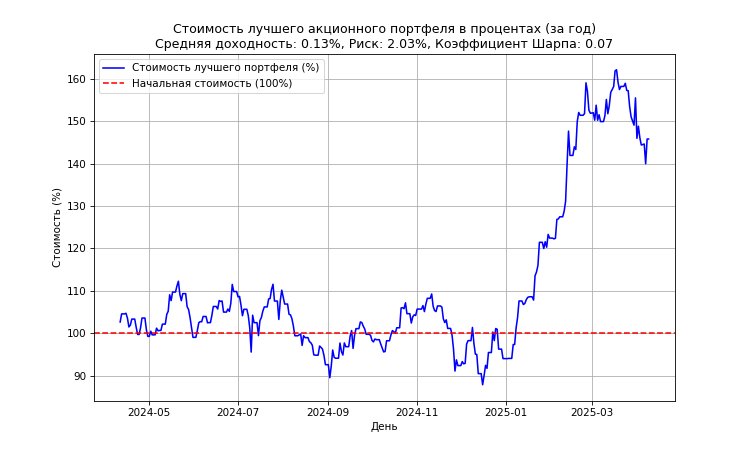 Стоимость лучшего акционного портфеля в процентах (за год)
Средняя доходность: 0.13%, Риск: 2.03%, Коэффициент Шарпа: 0.07
Стоимость лучшего портфеля (%)
Начальная стоимость (100%)
Стоимость (%)
160
150
140
130
120
110
100
90
2024-05
2024-07
2024-09
2024-11
2025-01
2025-03
День